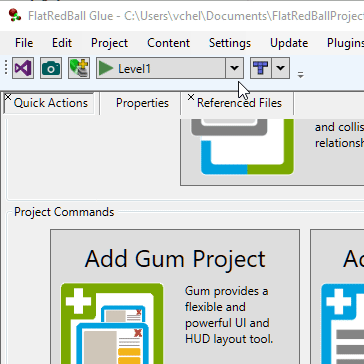 FlatRedBall Glue - C:\Users\vchel\Documents\FlatRedBallProjec
File Edit Project Content Settings Update Plugins
Level1
Quick Actions Properties Referenced Files
and collis
relationsh
Project Commands
Add Gum Project
Gum provides a
flexible and
powerful UI and
HUD layout tool.